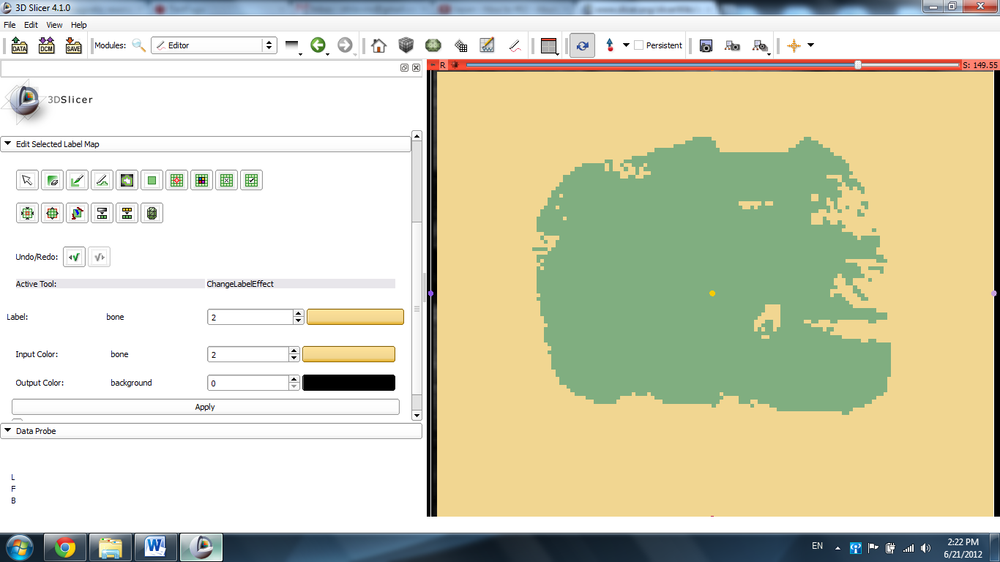 3D Slicer 4.1.0
File Edit View Help
DATA DCM SAVE Modules: Editor Persistent
R S: 149.55
3DSlicer
Edit Selected Label Map
Undo/Redo:
Active Tool: ChangeLabelEffect
Label: bone 2
Input Color: bone 2
Output Color: background 0
Apply
Data Probe
L
F
B
EN 2:22 PM
6/21/2012